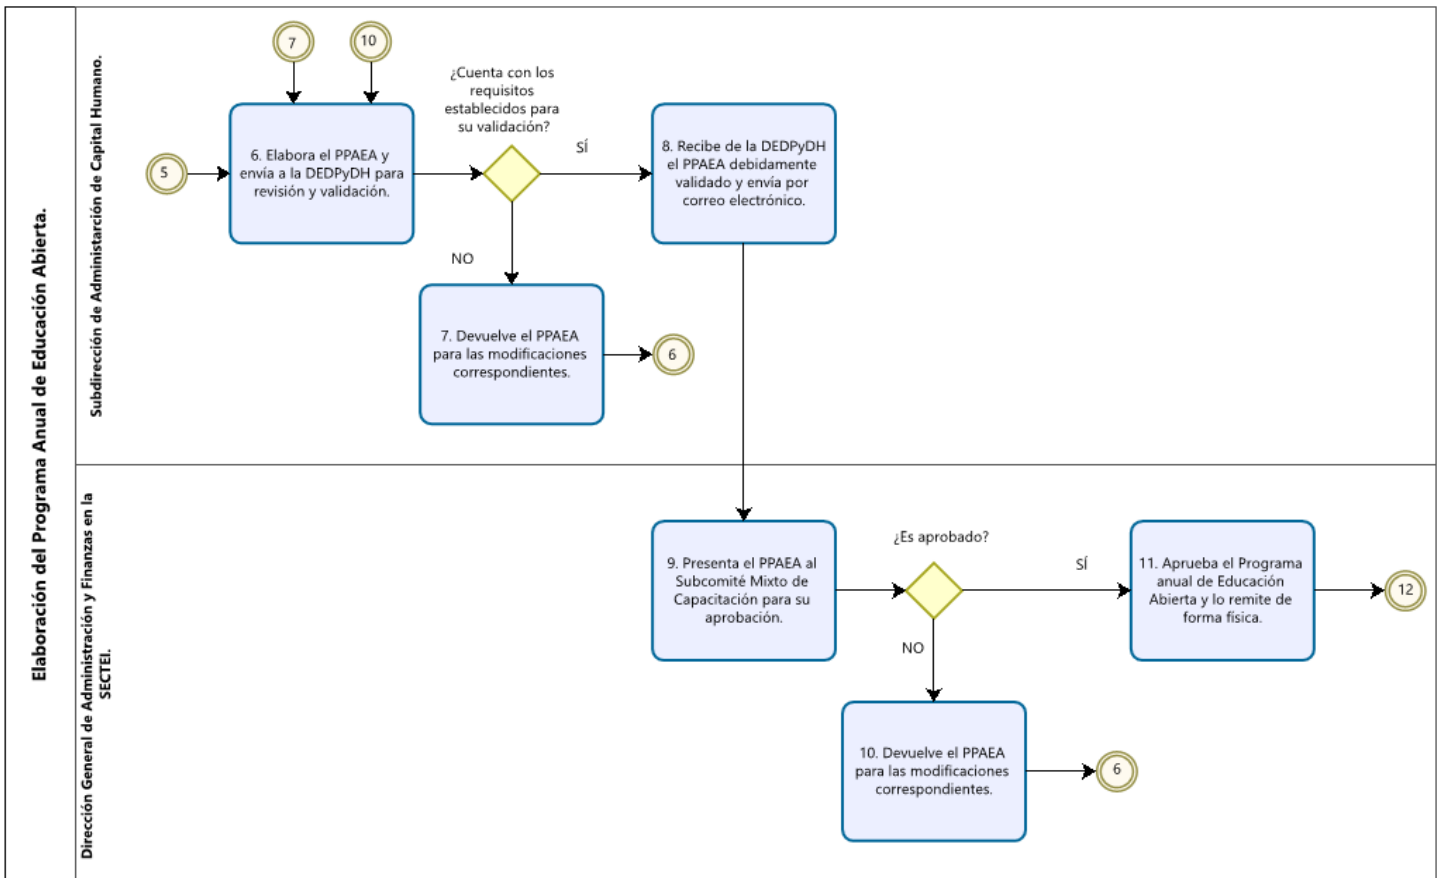 Elaboración del Programa Anual de Educación Abierta.
Subdirección de Administarción de Capital Humano.
7
10
5
6. Elabora el PPAEA y
envía a la DEDPyDH para
revisión y validación.
¿Cuenta con los
requisitos
establecidos para
su validación?
SÍ
8. Recibe de la DEDPyDH
el PPAEA debidamente
validado y envía por
correo electrónico.
NO
7. Devuelve el PPAEA
para las modificaciones
correspondientes.
6
Dirección General de Administración y Finanzas en la
SECTEI.
9. Presenta el PPAEA al
Subcomité Mixto de
Capacitación para su
aprobación.
¿Es aprobado?
SÍ
11. Aprueba el Programa
anual de Educación
Abierta y lo remite de
forma física.
12
NO
10. Devuelve el PPAEA
para las modificaciones
correspondientes.
6